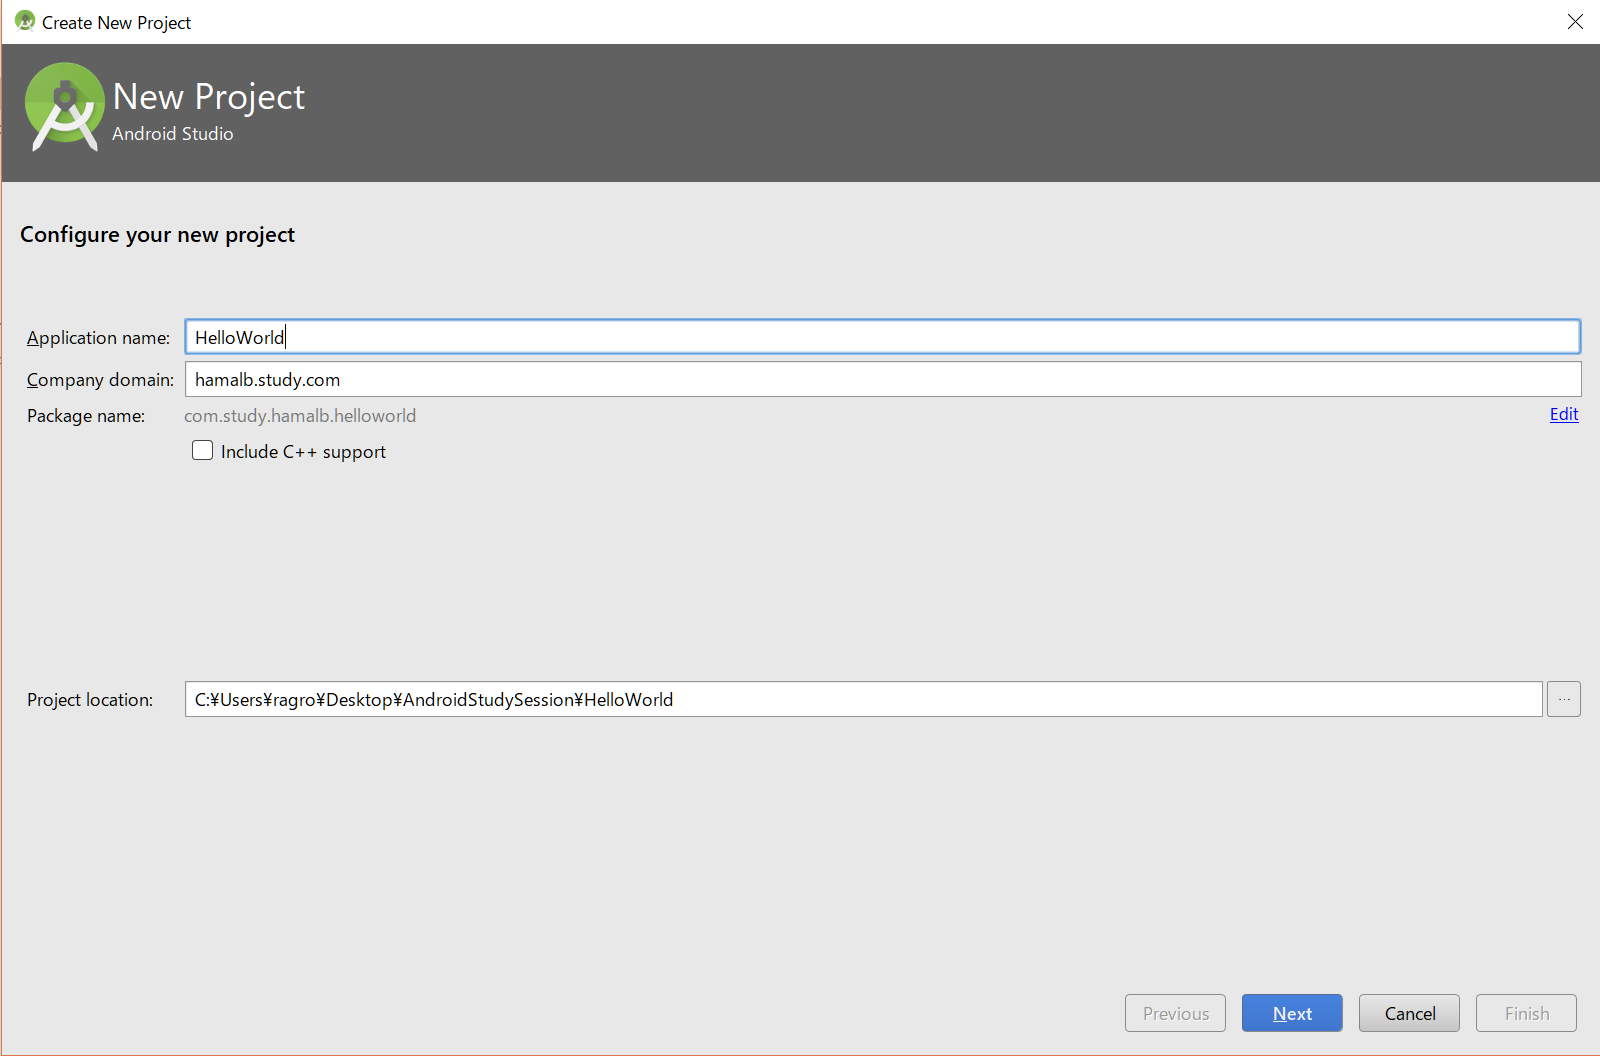 Create New Project
New Project
Android Studio
Configure your new project
Application name: HelloWorld
Company domain: hamalb.study.com
Package name: com.study.hamalb.helloworld Edit
Include C++ support
Project location: C:¥Users¥ragro¥Desktop¥AndroidStudySession¥HelloWorld ...
Previous Next Cancel Finish